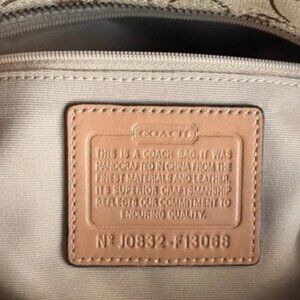 COACH
THIS IS A COACH BAG. IT WAS
HANDCRAFTED IN CHINA FROM THE
FINEST MATERIALS AND LEATHER.
IT'S SUPERIOR CRAFTSMANSHIP
REFLECTS OUR COMMITMENT TO
ENDURING QUALITY.
Nº J0832-F13068